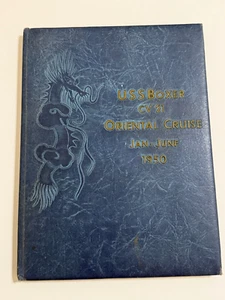 U.S.S. BOXER
CV 21
ORIENTAL CRUISE
JAN - JUNE
1950